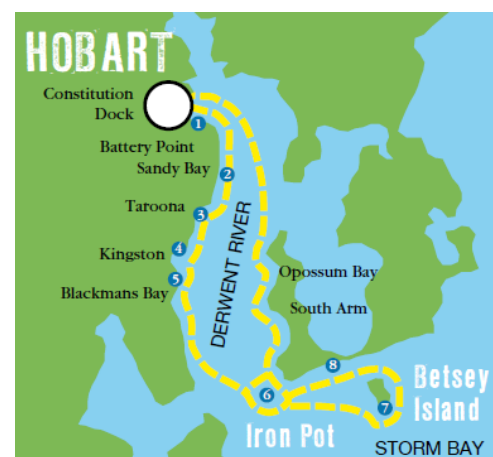 HOBART
Constitution
Dock
1
Battery Point
Sandy Bay
2
Taroona
3
Kingston
4
5
Blackmans Bay
DERWENT RIVER
Opossum Bay
South Arm
8
6
7
Betsey
Island
Iron Pot
STORM BAY